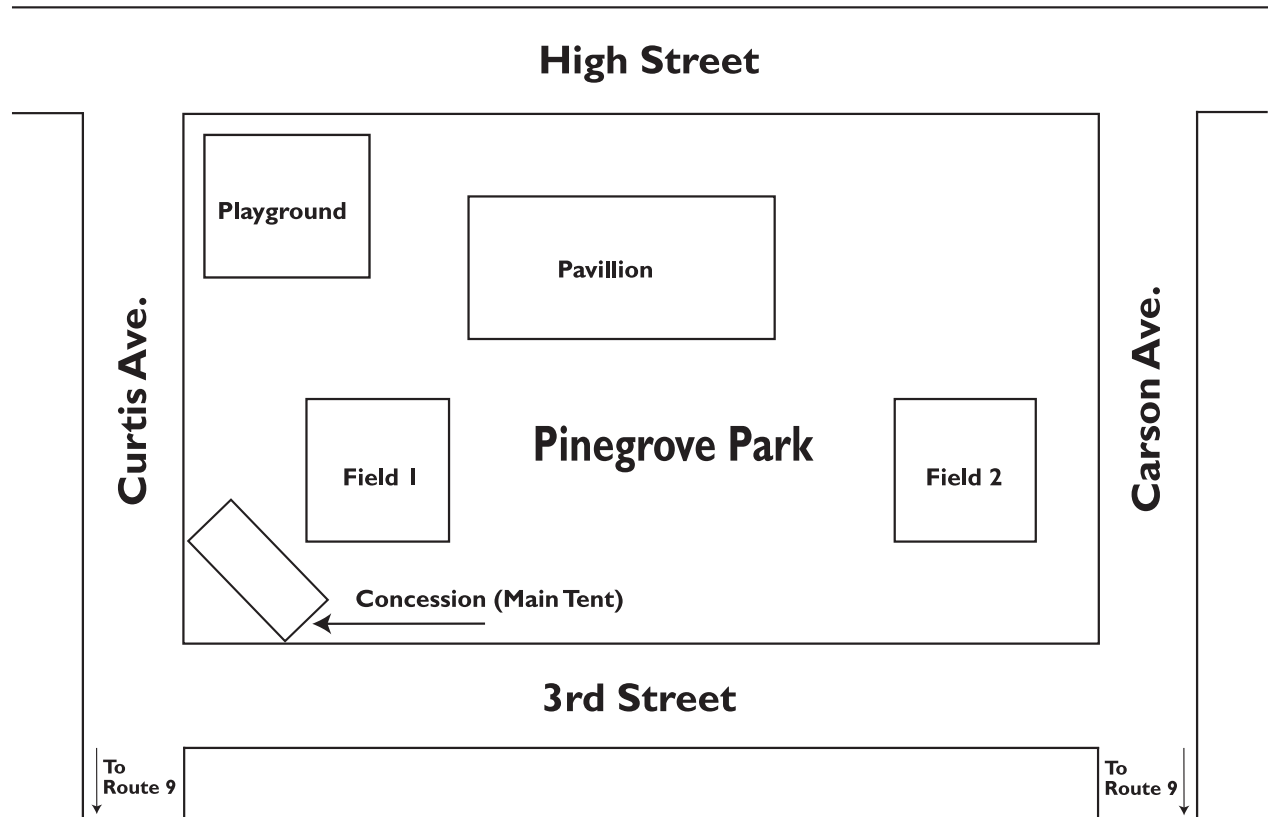 High Street
Playground
Pavillion
Curtis Ave.
Carson Ave.
Pinegrove Park
Field 1
Field 2
Concession (Main Tent)
3rd Street
To
Route 9
To
Route 9